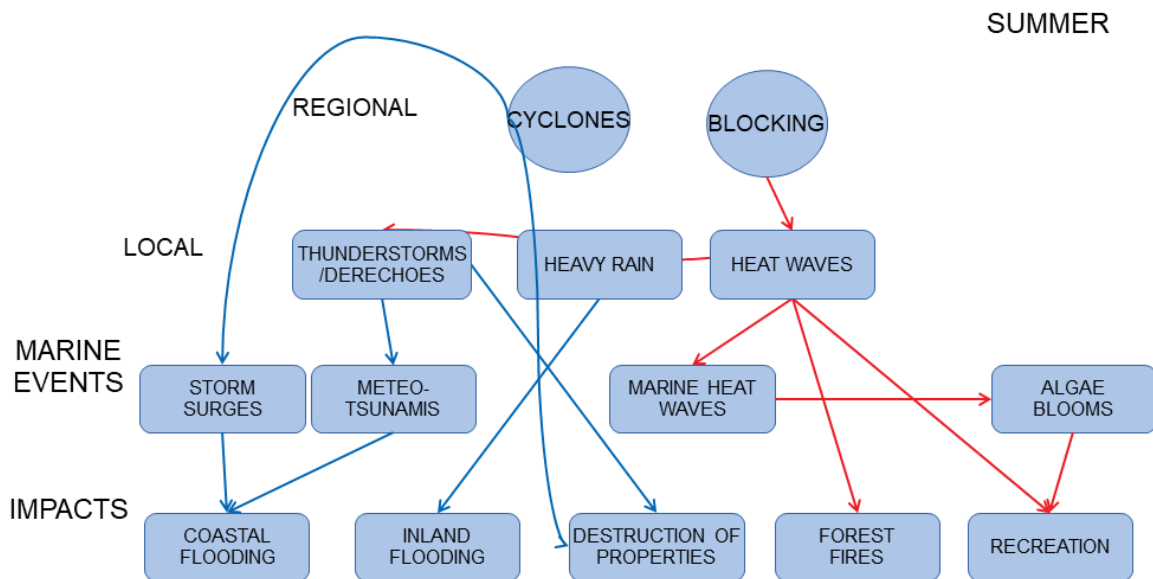 SUMMER
REGIONAL
CYCLONES
BLOCKING
LOCAL
THUNDERSTORMS
/DERECHOES
HEAVY RAIN
HEAT WAVES
MARINE
EVENTS
STORM
SURGES
METEO-
TSUNAMIS
MARINE HEAT
WAVES
ALGAE
BLOOMS
IMPACTS
COASTAL
FLOODING
INLAND
FLOODING
DESTRUCTION OF
PROPERTIES
FOREST
FIRES
RECREATION